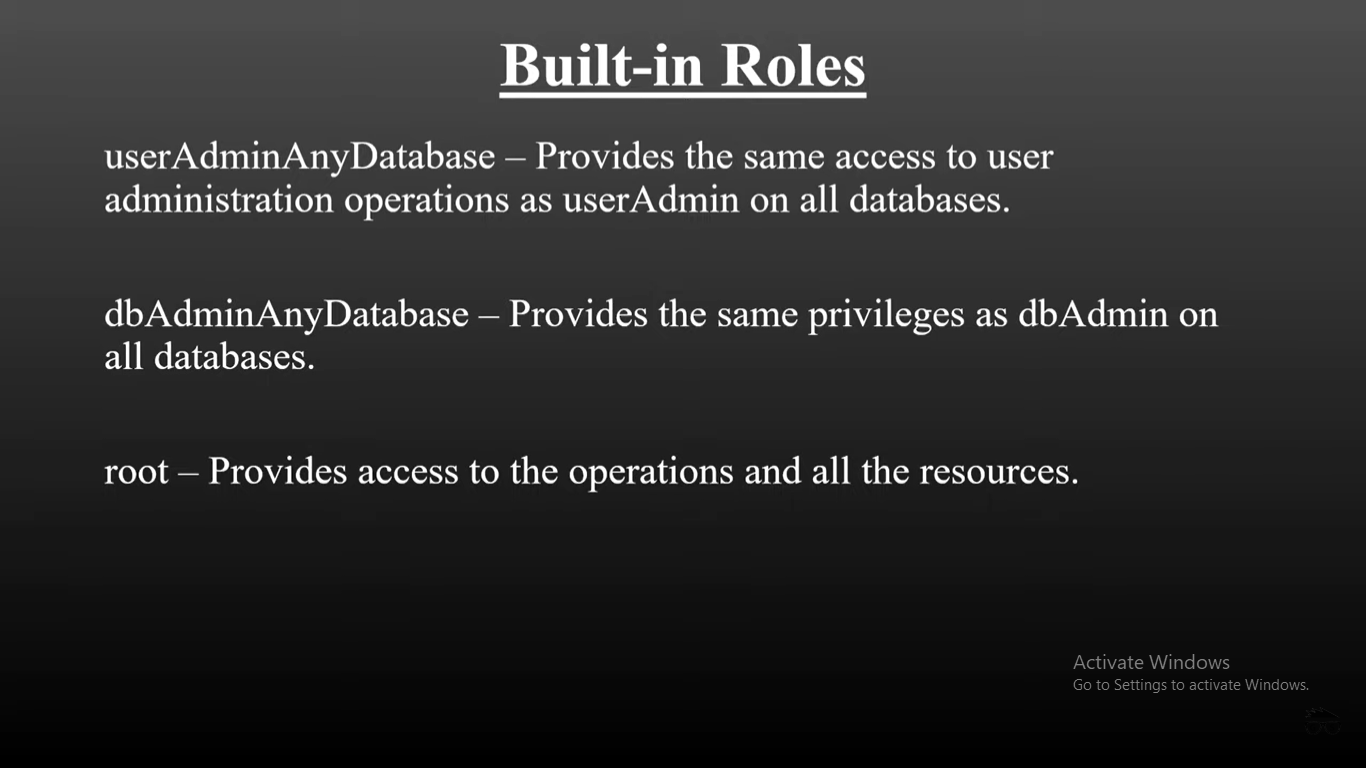 Built-in Roles
userAdminAnyDatabase – Provides the same access to user
administration operations as userAdmin on all databases.
dbAdminAnyDatabase – Provides the same privileges as dbAdmin on
all databases.
root – Provides access to the operations and all the resources.
Activate Windows
Go to Settings to activate Windows.